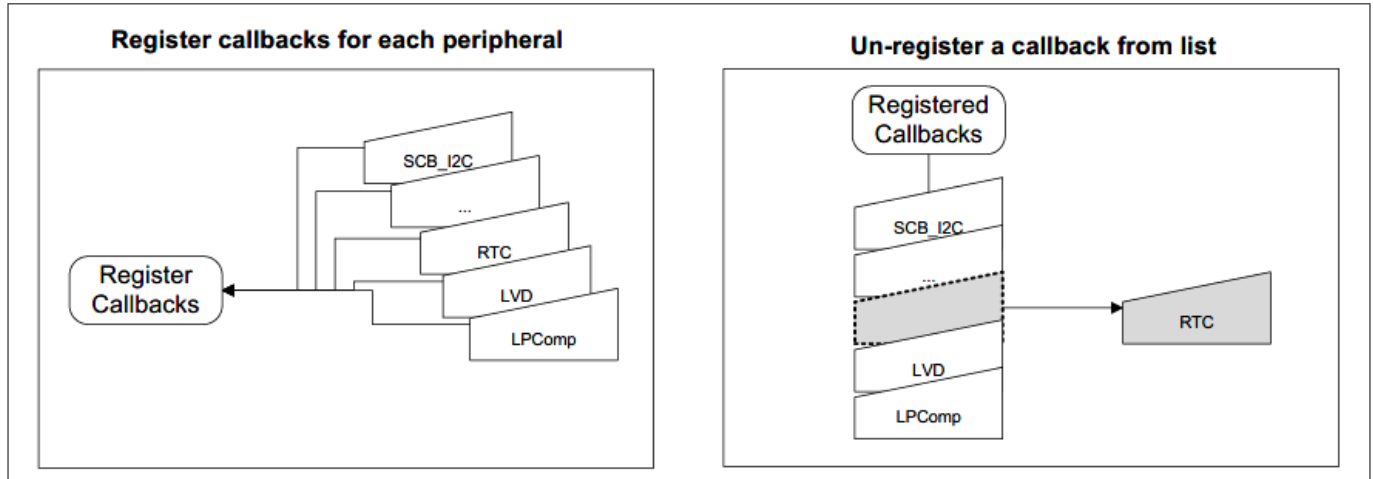 Register callbacks for each peripheral
SCB_I2C
...
RTC
LVD
LPComp
Register
Callbacks
Un-register a callback from list
Registered
Callbacks
SCB_I2C
...
LVD
LPComp
RTC